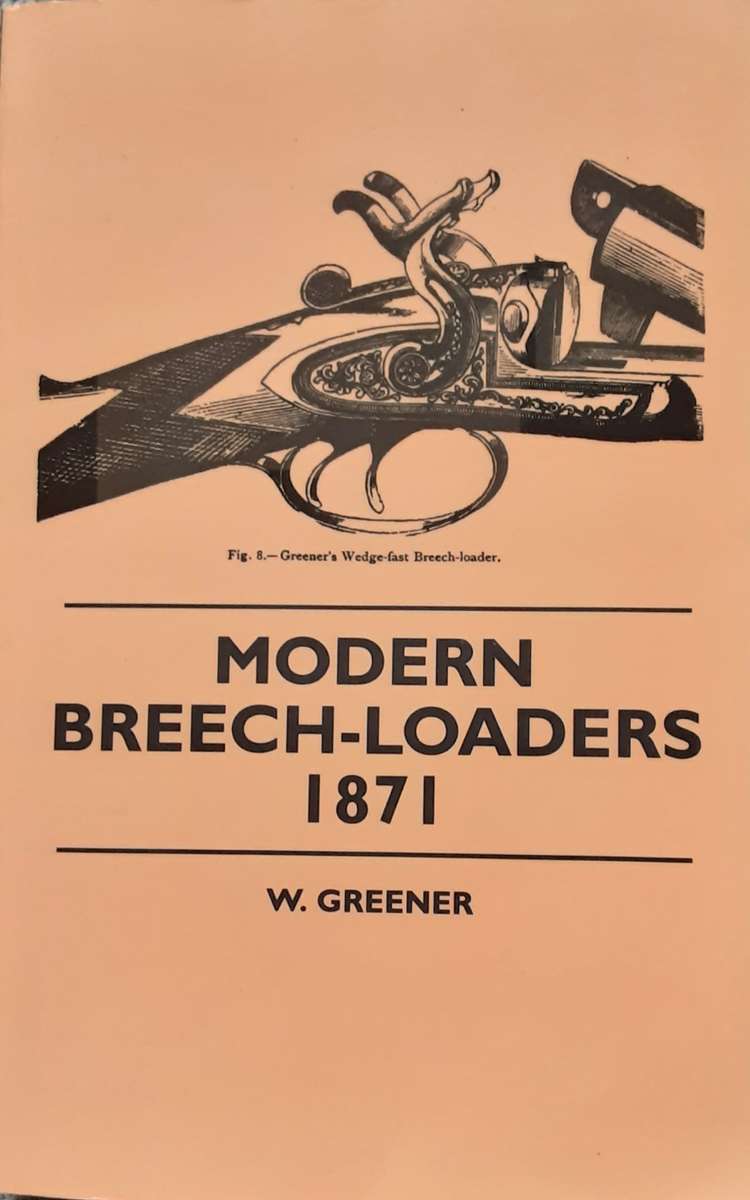 Fig. 8.—Greener's Wedge-fast Breech-loader.
MODERN
BREECH-LOADERS
1871
W. GREENER